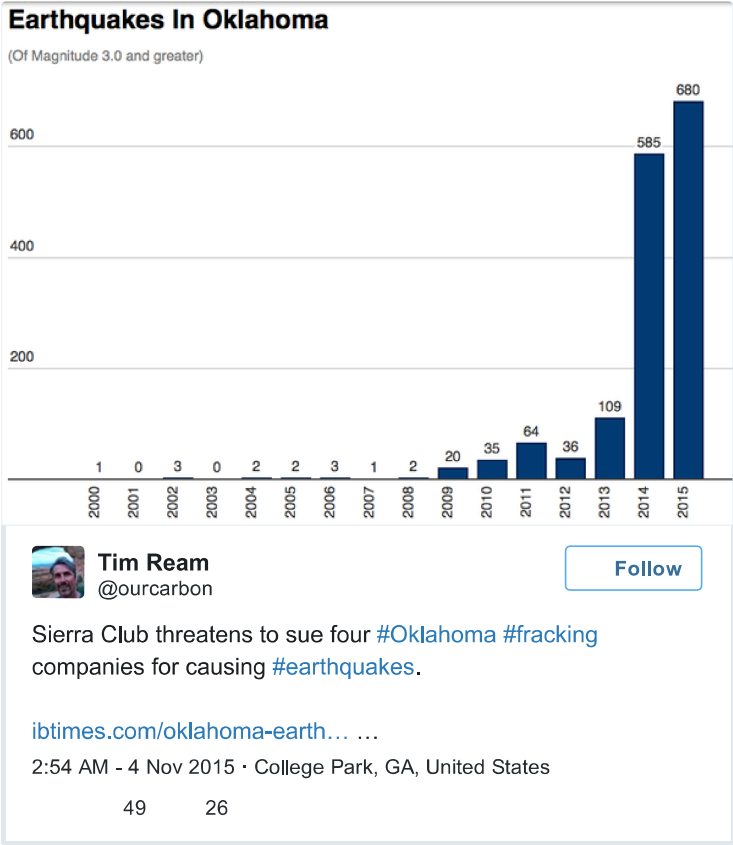 Earthquakes In Oklahoma
(Of Magnitude 3.0 and greater)
680
600
585
400
200
109
64
36
35
20
1 0 3 0 2 2 3 1 2
2000 2001 2002 2003 2004 2005 2006 2007 2008 2009 2010 2011 2012 2013 2014 2015
Tim Ream
@ourcarbon
Follow
Sierra Club threatens to sue four #Oklahoma #fracking
companies for causing #earthquakes.
ibtimes.com/oklahoma-earth… …
2:54 AM - 4 Nov 2015 · College Park, GA, United States
49 26